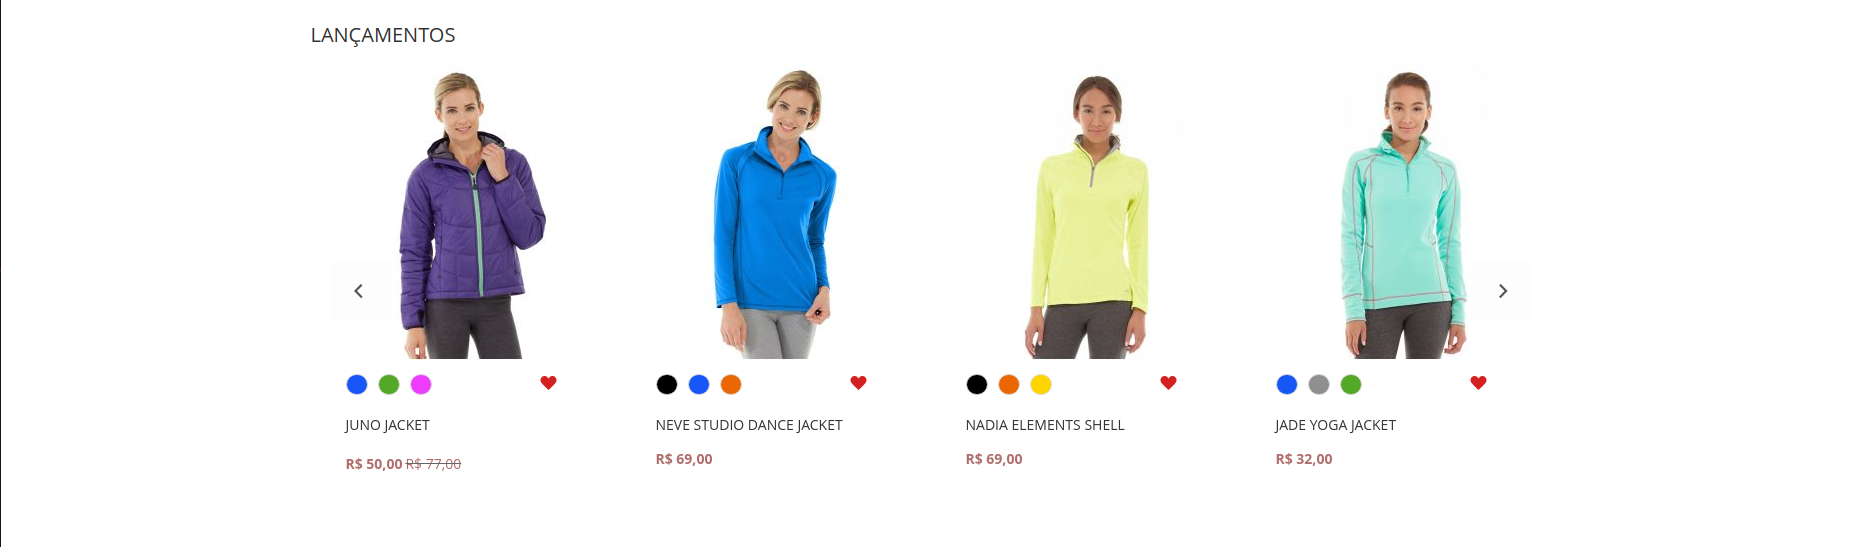 LANÇAMENTOS
JUNO JACKET
R$ 50,00 R$ 77,00
NEVE STUDIO DANCE JACKET
R$ 69,00
NADIA ELEMENTS SHELL
R$ 69,00
JADE YOGA JACKET
R$ 32,00